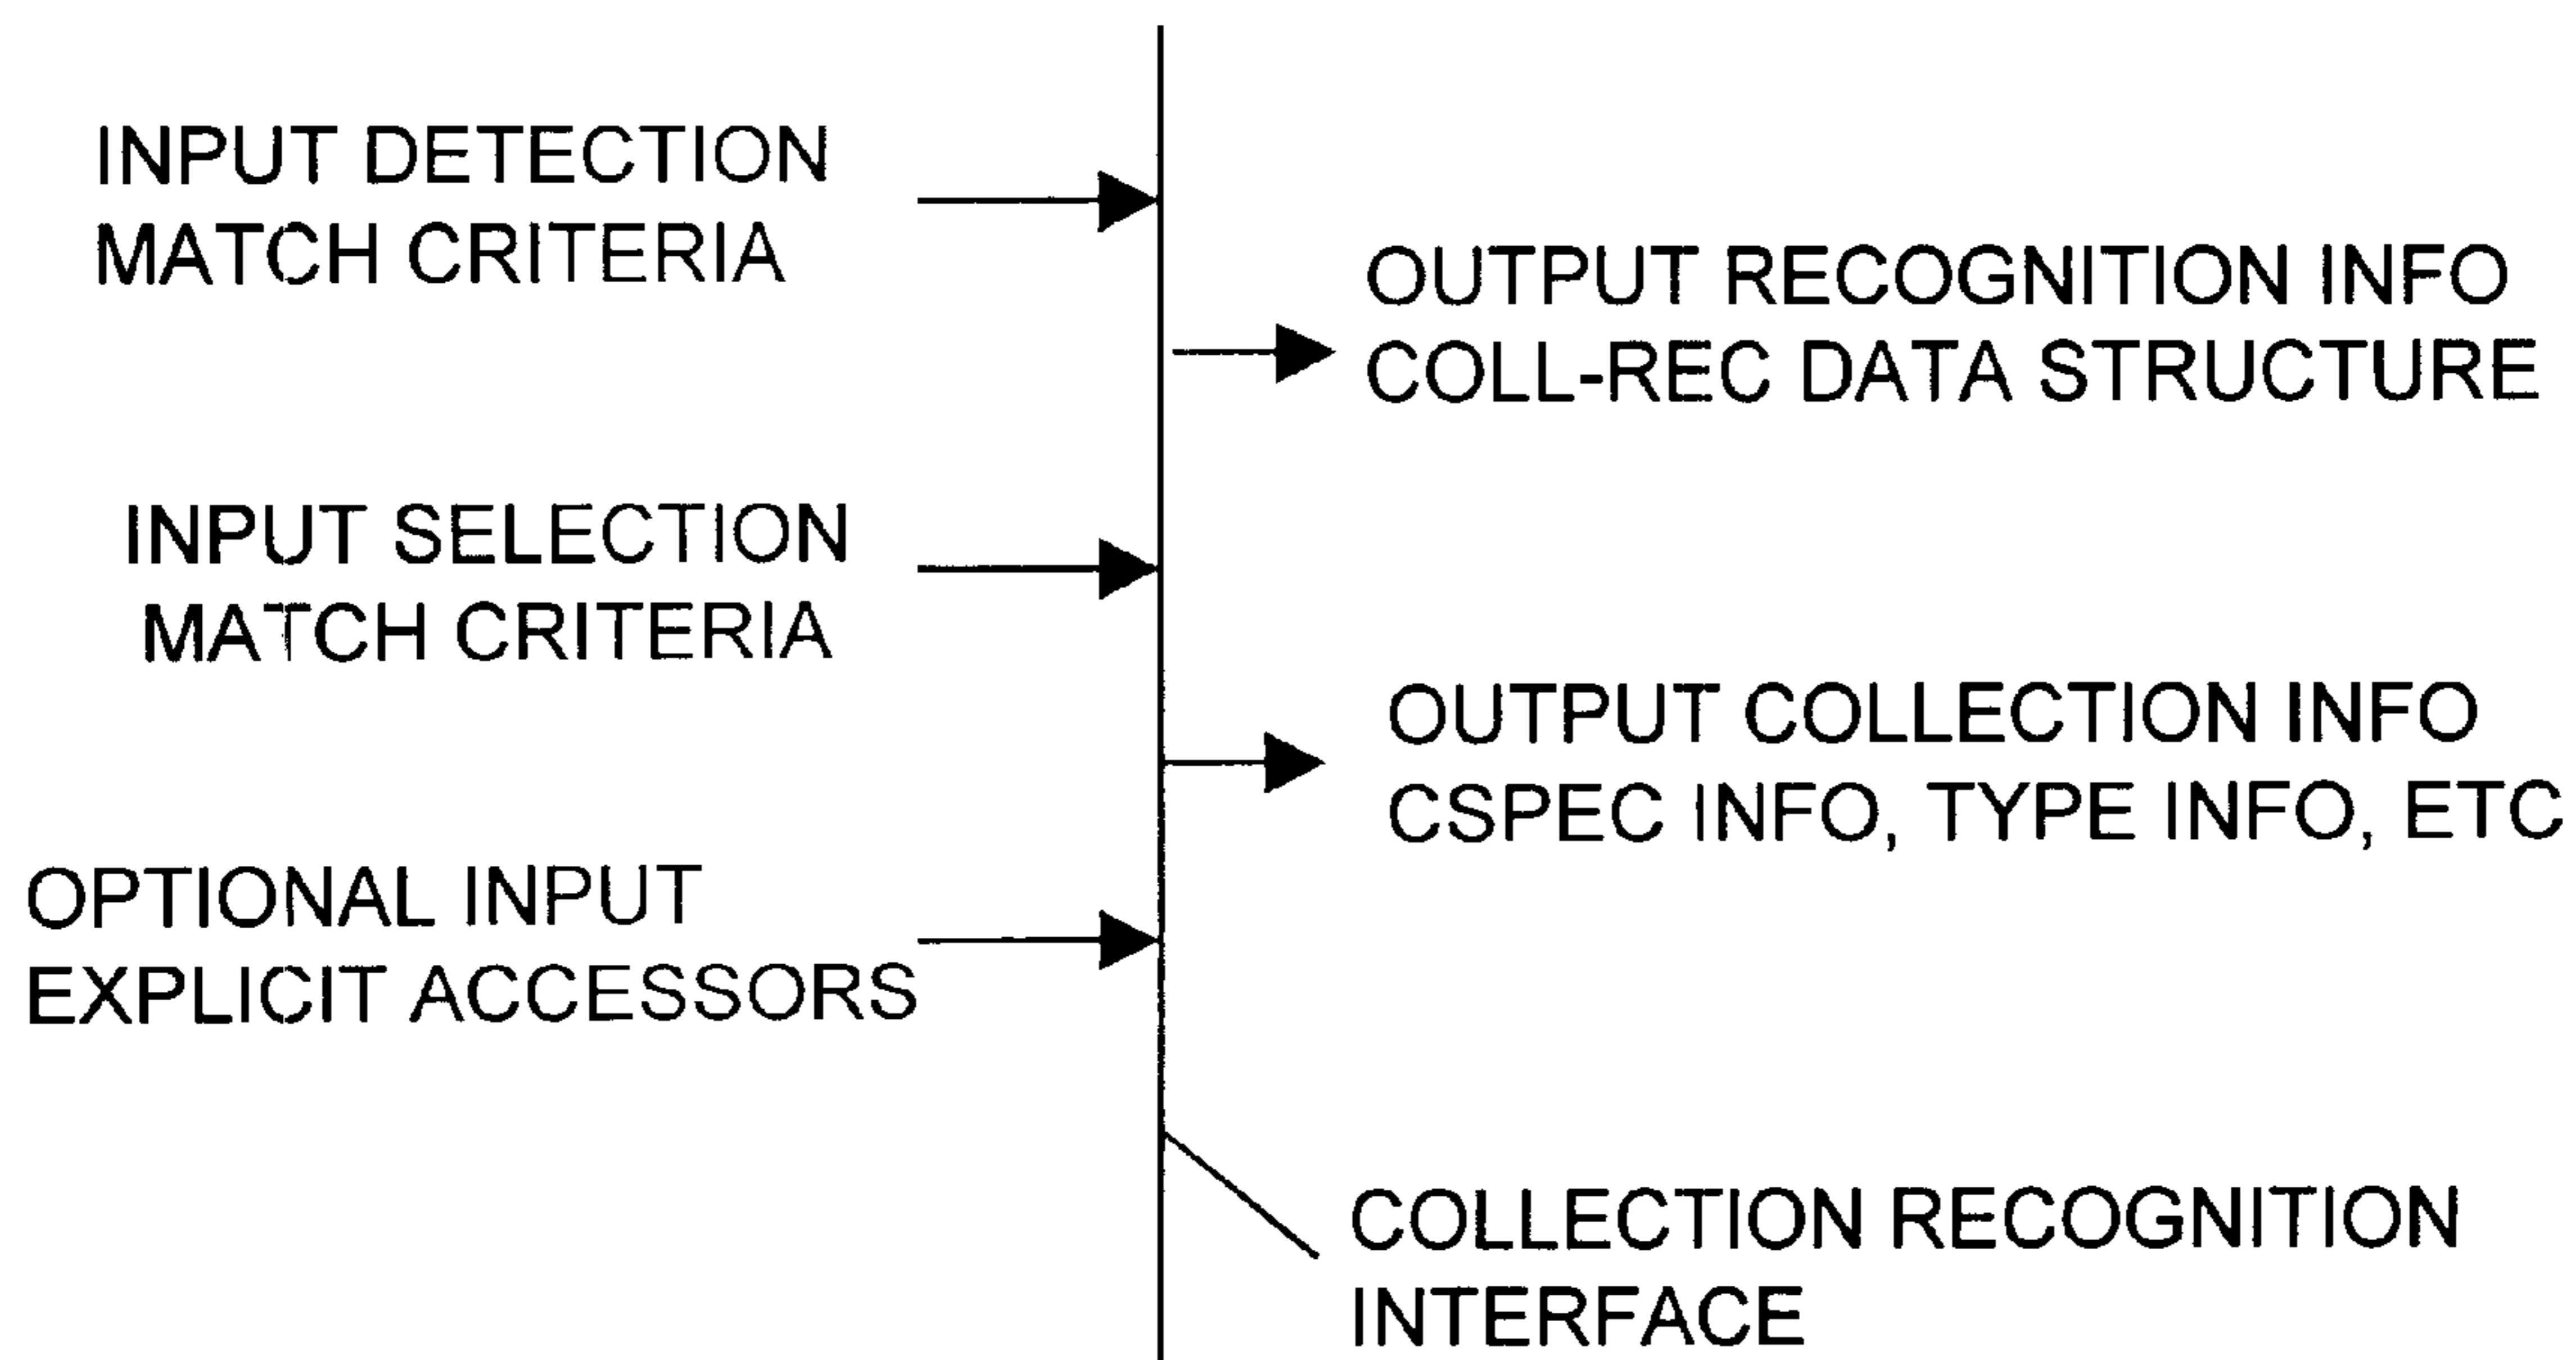 INPUT DETECTION
MATCH CRITERIA
OUTPUT RECOGNITION INFO
COLL-REC DATA STRUCTURE
INPUT SELECTION
MATCH CRITERIA
OUTPUT COLLECTION INFO
CSPEC INFO, TYPE INFO, ETC
OPTIONAL INPUT
EXPLICIT ACCESSORS
COLLECTION RECOGNITION
INTERFACE